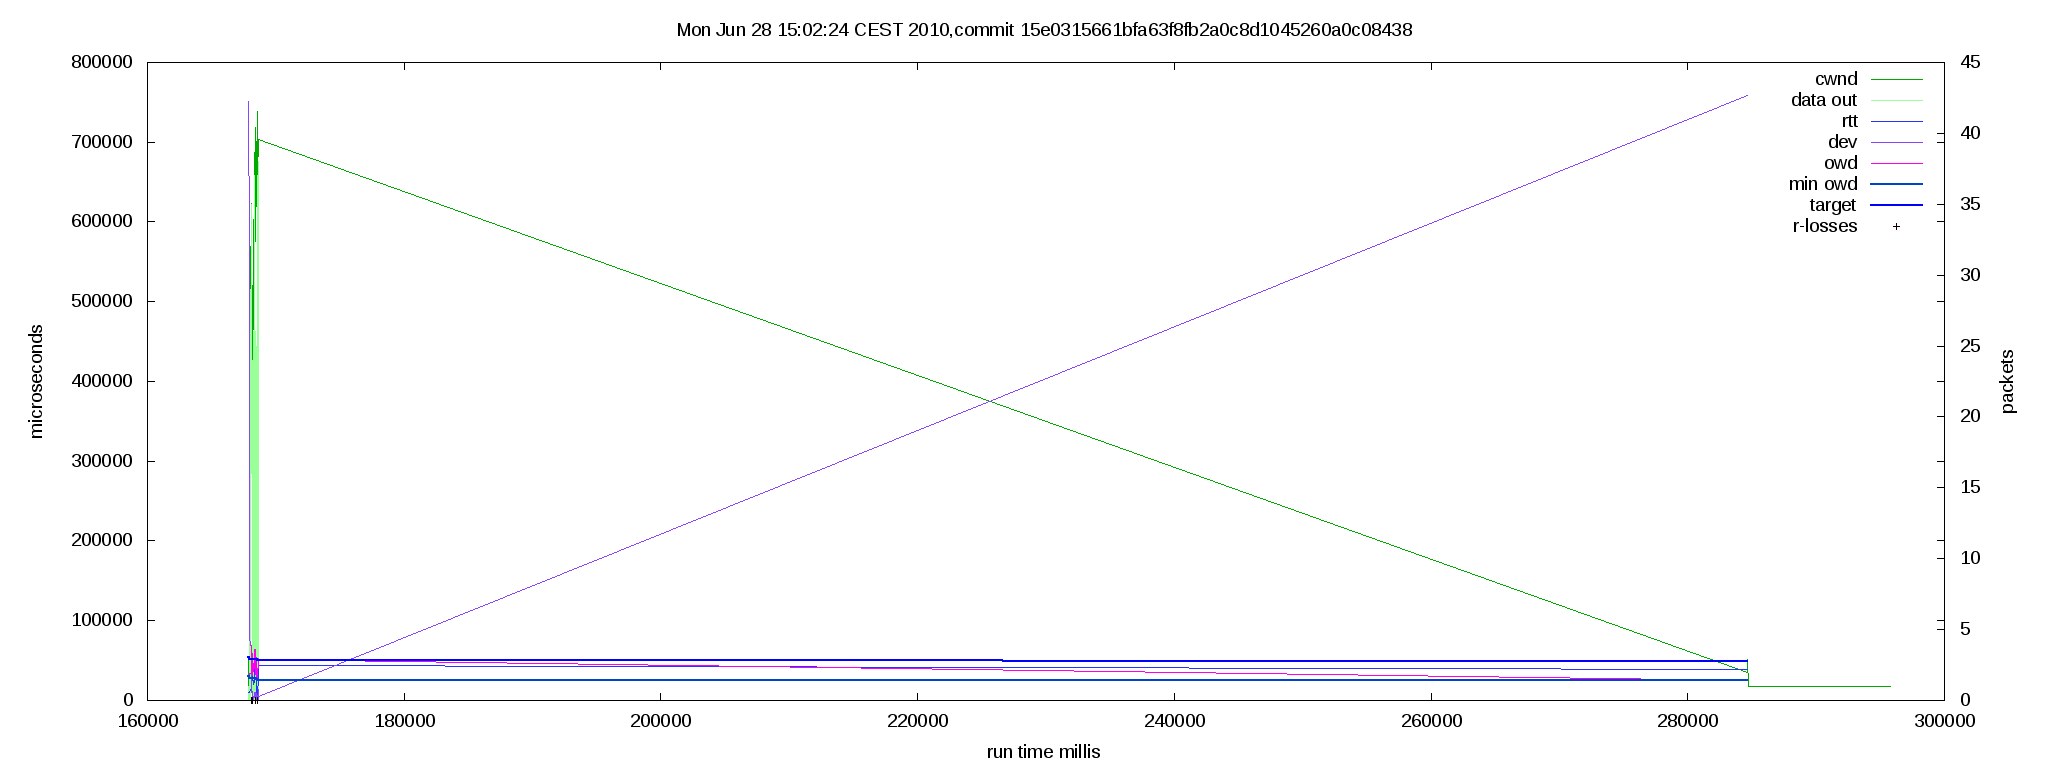 Mon Jun 28 15:02:24 CEST 2010,commit 15e0315661bfa63f8fb2a0c8d1045260a0c08438
800000
700000
600000
500000
400000
300000
200000
100000
0
microseconds
cwnd
data out
rtt
dev
owd
min owd
target
r-losses
45
40
35
30
25
20
15
10
5
0
packets
160000 180000 200000 220000 240000 260000 280000 300000
run time millis